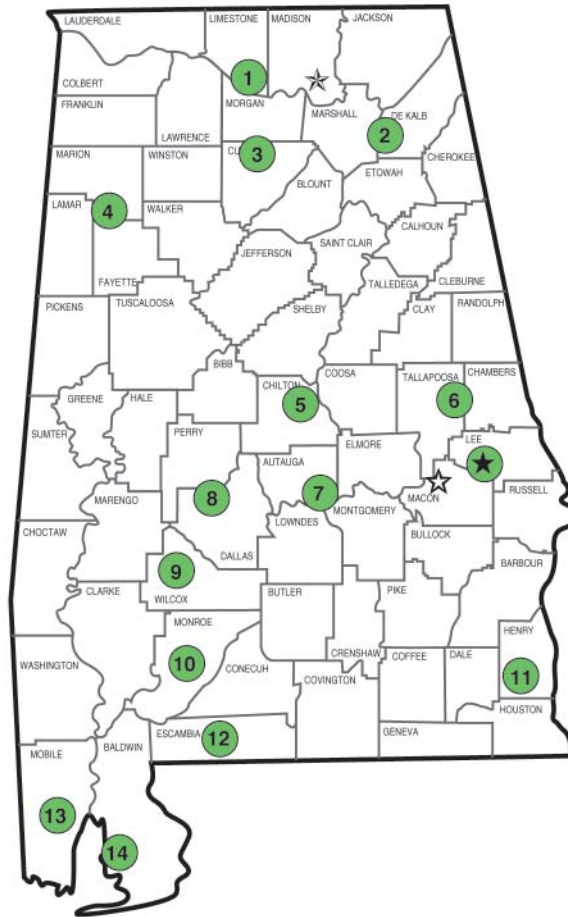 LAUDERDALE
LIMESTONE
MADISON
JACKSON
COLBERT
1
FRANKLIN
MORGAN
MARSHALL
2
DE KALB
LAWRENCE
3
CU
MARION
WINSTON
BLOUNT
ETOWAH
CHEROKEE
LAMAR
4
WALKER
JEFFERSON
SAINT CLAIR
CALHOUN
FAYETTE
PICKENS
TUSCALOOSA
TALLEDEGA
CLEBURNE
SHELBY
CLAY
RANDOLPH
BIBB
COOSA
TALLAPOOSA
CHAMBERS
GREENE
HALE
CHILTON
5
6
SUMTER
PERRY
ELMORE
LEE
AUTAUGA
MARENGO
8
7
MACON
RUSSELL
CHOCTAW
LOWNDES
MONTGOMERY
DALLAS
BULLOCK
9
BARBOUR
CLARKE
WILCOX
BUTLER
PIKE
MONROE
HENRY
WASHINGTON
10
CONECUH
CRENSHAW
COFFEE
DALE
11
COVINGTON
HOUSTON
ESCAMBIA
12
GENEVA
MOBILE
BALDWIN
13
14